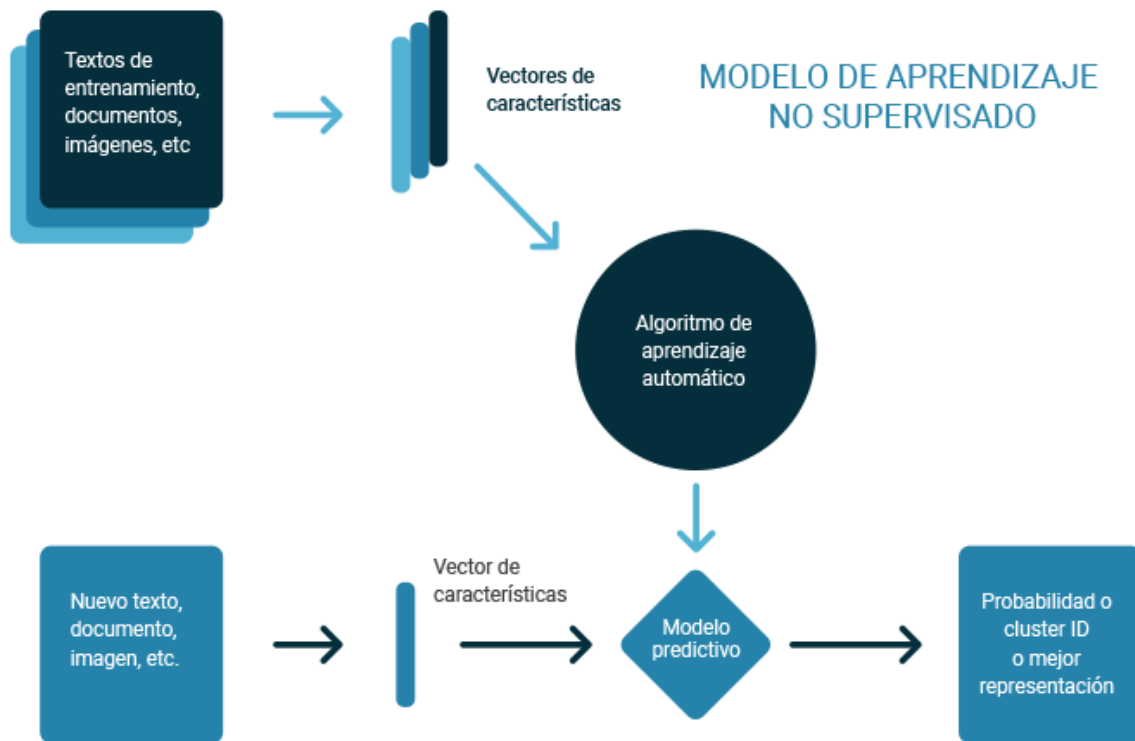 Textos de
entrenamiento,
documentos,
imágenes, etc
Vectores de
característicás
MODELO DE APRENDIZAJE
NO SUPERVISADO
Algoritmo de
aprendizaje
automático
Nuevo texto,
documento,
imagen, etc.
Vector de
características
Modelo
predictivo
Probabilidad o
cluster ID
o mejor
representación